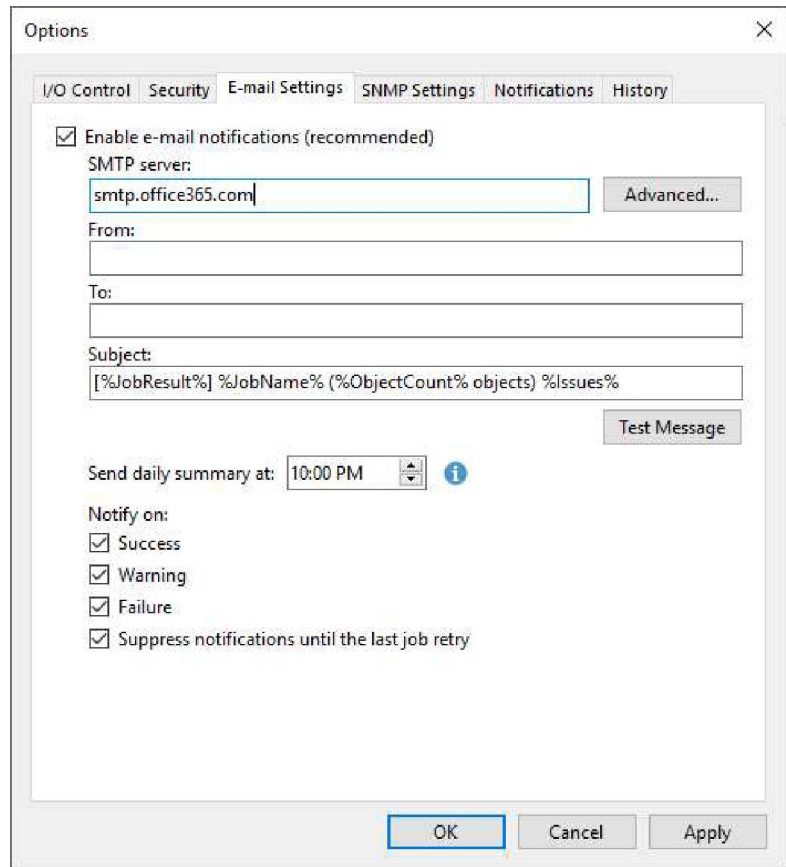 Options
I/O Control Security E-mail Settings SNMP Settings Notifications History
Enable e-mail notifications (recommended)
SMTP server:
smtp.office365.com
Advanced...
From:
To:
Subject:
[%JobResult%] %JobName% (%ObjectCount% objects) %Issues%
Test Message
Send daily summary at: 10:00 PM
Notify on:
Success
Warning
Failure
Suppress notifications until the last job retry
OK Cancel Apply